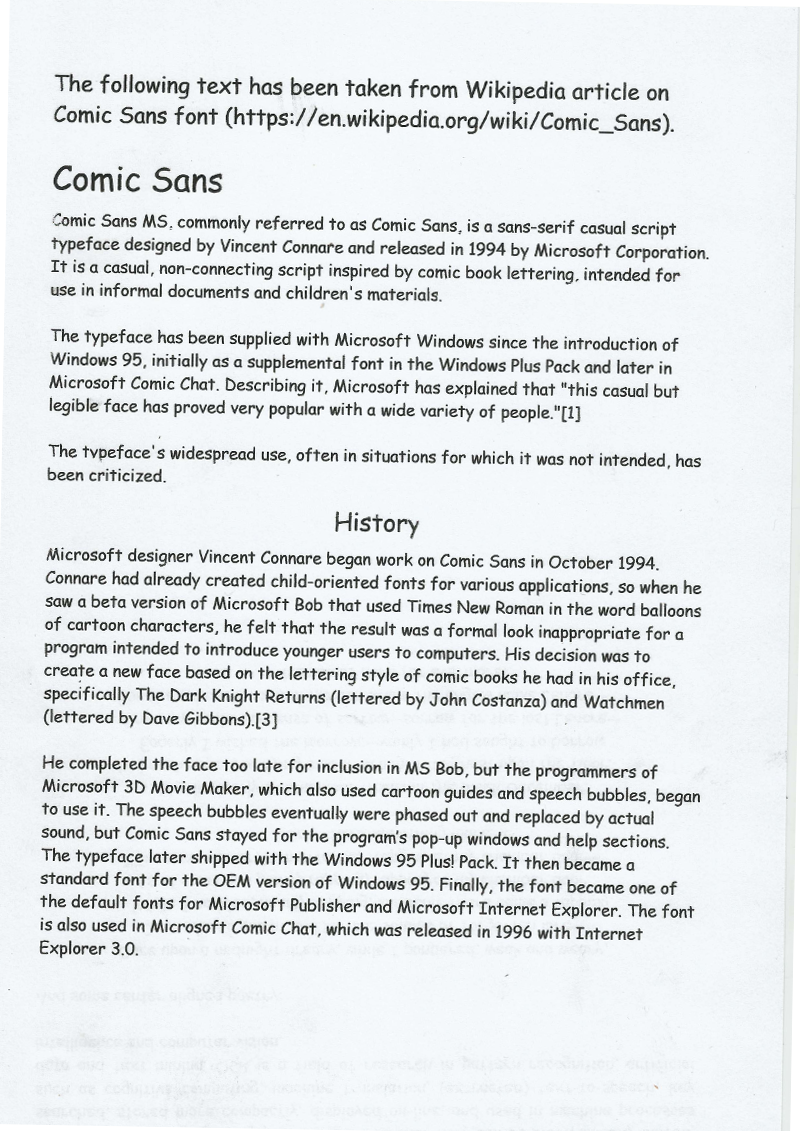 The following text has been taken from Wikipedia article on
Comic Sans font (https://en.wikipedia.org/wiki/Comic_Sans).
Comic Sans
Comic Sans MS, commonly referred to as Comic Sans, is a sans-serif casual script
typeface designed by Vincent Connare and released in 1994 by Microsoft Corporation.
It is a casual, non-connecting script inspired by comic book lettering, intended for
use in informal documents and children's materials.
The typeface has been supplied with Microsoft Windows since the introduction of
Windows 95, initially as a supplemental font in the Windows Plus Pack and later in
Microsoft Comic Chat. Describing it, Microsoft has explained that "this casual but
legible face has proved very popular with a wide variety of people."[1]
The typeface's widespread use, often in situations for which it was not intended, has
been criticized.
History
Microsoft designer Vincent Connare began work on Comic Sans in October 1994.
Connare had already created child-oriented fonts for various applications, so when he
saw a beta version of Microsoft Bob that used Times New Roman in the word balloons
of cartoon characters, he felt that the result was a formal look inappropriate for a
program intended to introduce younger users to computers. His decision was to
create a new face based on the lettering style of comic books he had in his office,
specifically The Dark Knight Returns (lettered by John Costanza) and Watchmen
(lettered by Dave Gibbons).[3]
He completed the face too late for inclusion in MS Bob, but the programmers of
Microsoft 3D Movie Maker, which also used cartoon guides and speech bubbles, began
to use it. The speech bubbles eventually were phased out and replaced by actual
sound, but Comic Sans stayed for the program's pop-up windows and help sections.
The typeface later shipped with the Windows 95 Plus! Pack. It then became a
standard font for the OEM version of Windows 95. Finally, the font became one of
the default fonts for Microsoft Publisher and Microsoft Internet Explorer. The font
is also used in Microsoft Comic Chat, which was released in 1996 with Internet
Explorer 3.0.